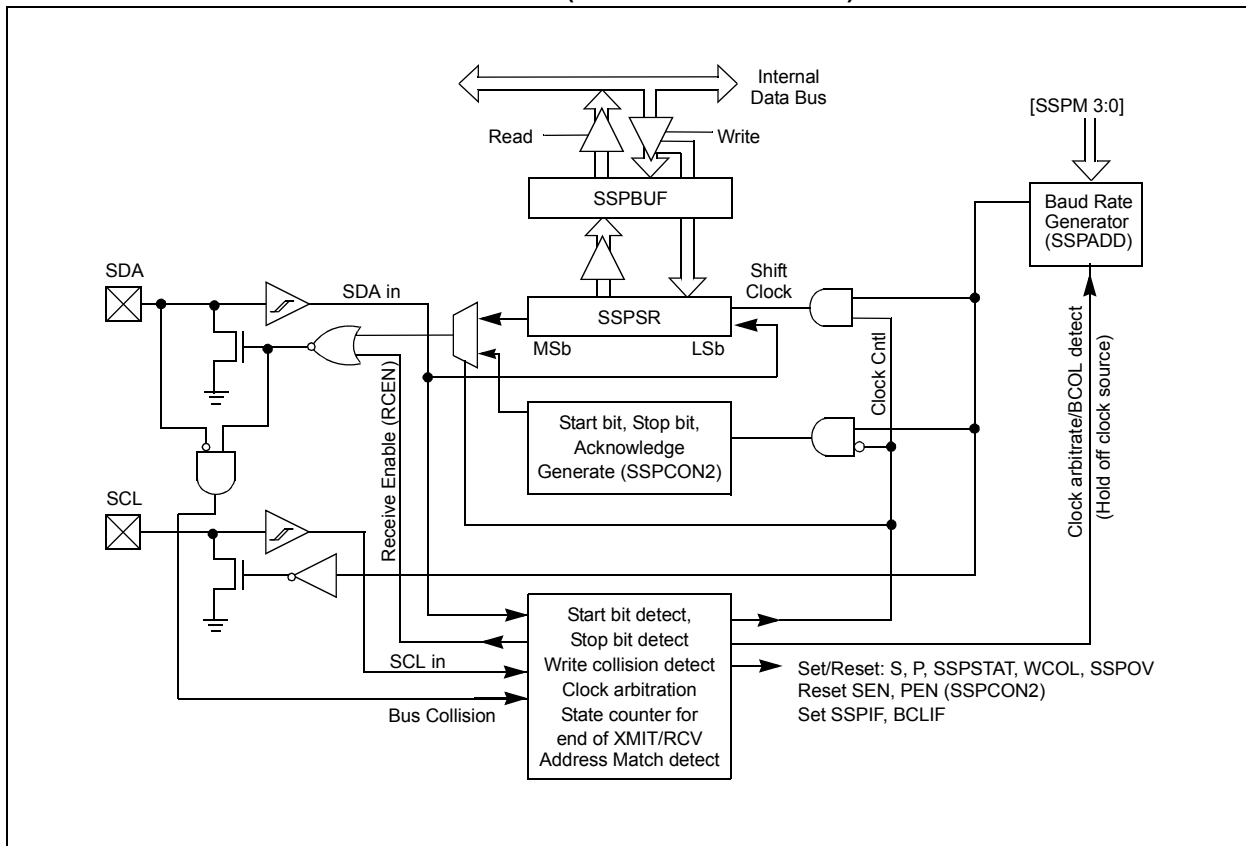 Internal
Data Bus
[SSPM 3:0]
Read
Write
SSPBUF
Baud Rate
Generator
(SSPADD)
SDA
SDA in
Shift
Clock
SSPSR
MSb
LSb
Receive Enable (RCEN)
Clock Cntl
Clock arbitrate/BCOL detect
(Hold off clock source)
Start bit, Stop bit,
Acknowledge
Generate (SSPCON2)
SCL
SCL in
Bus Collision
Start bit detect,
Stop bit detect
Write collision detect
Clock arbitration
State counter for
end of XMIT/RCV
Address Match detect
Set/Reset: S, P, SSPSTAT, WCOL, SSPOV
Reset SEN, PEN (SSPCON2)
Set SSPIF, BCLIF